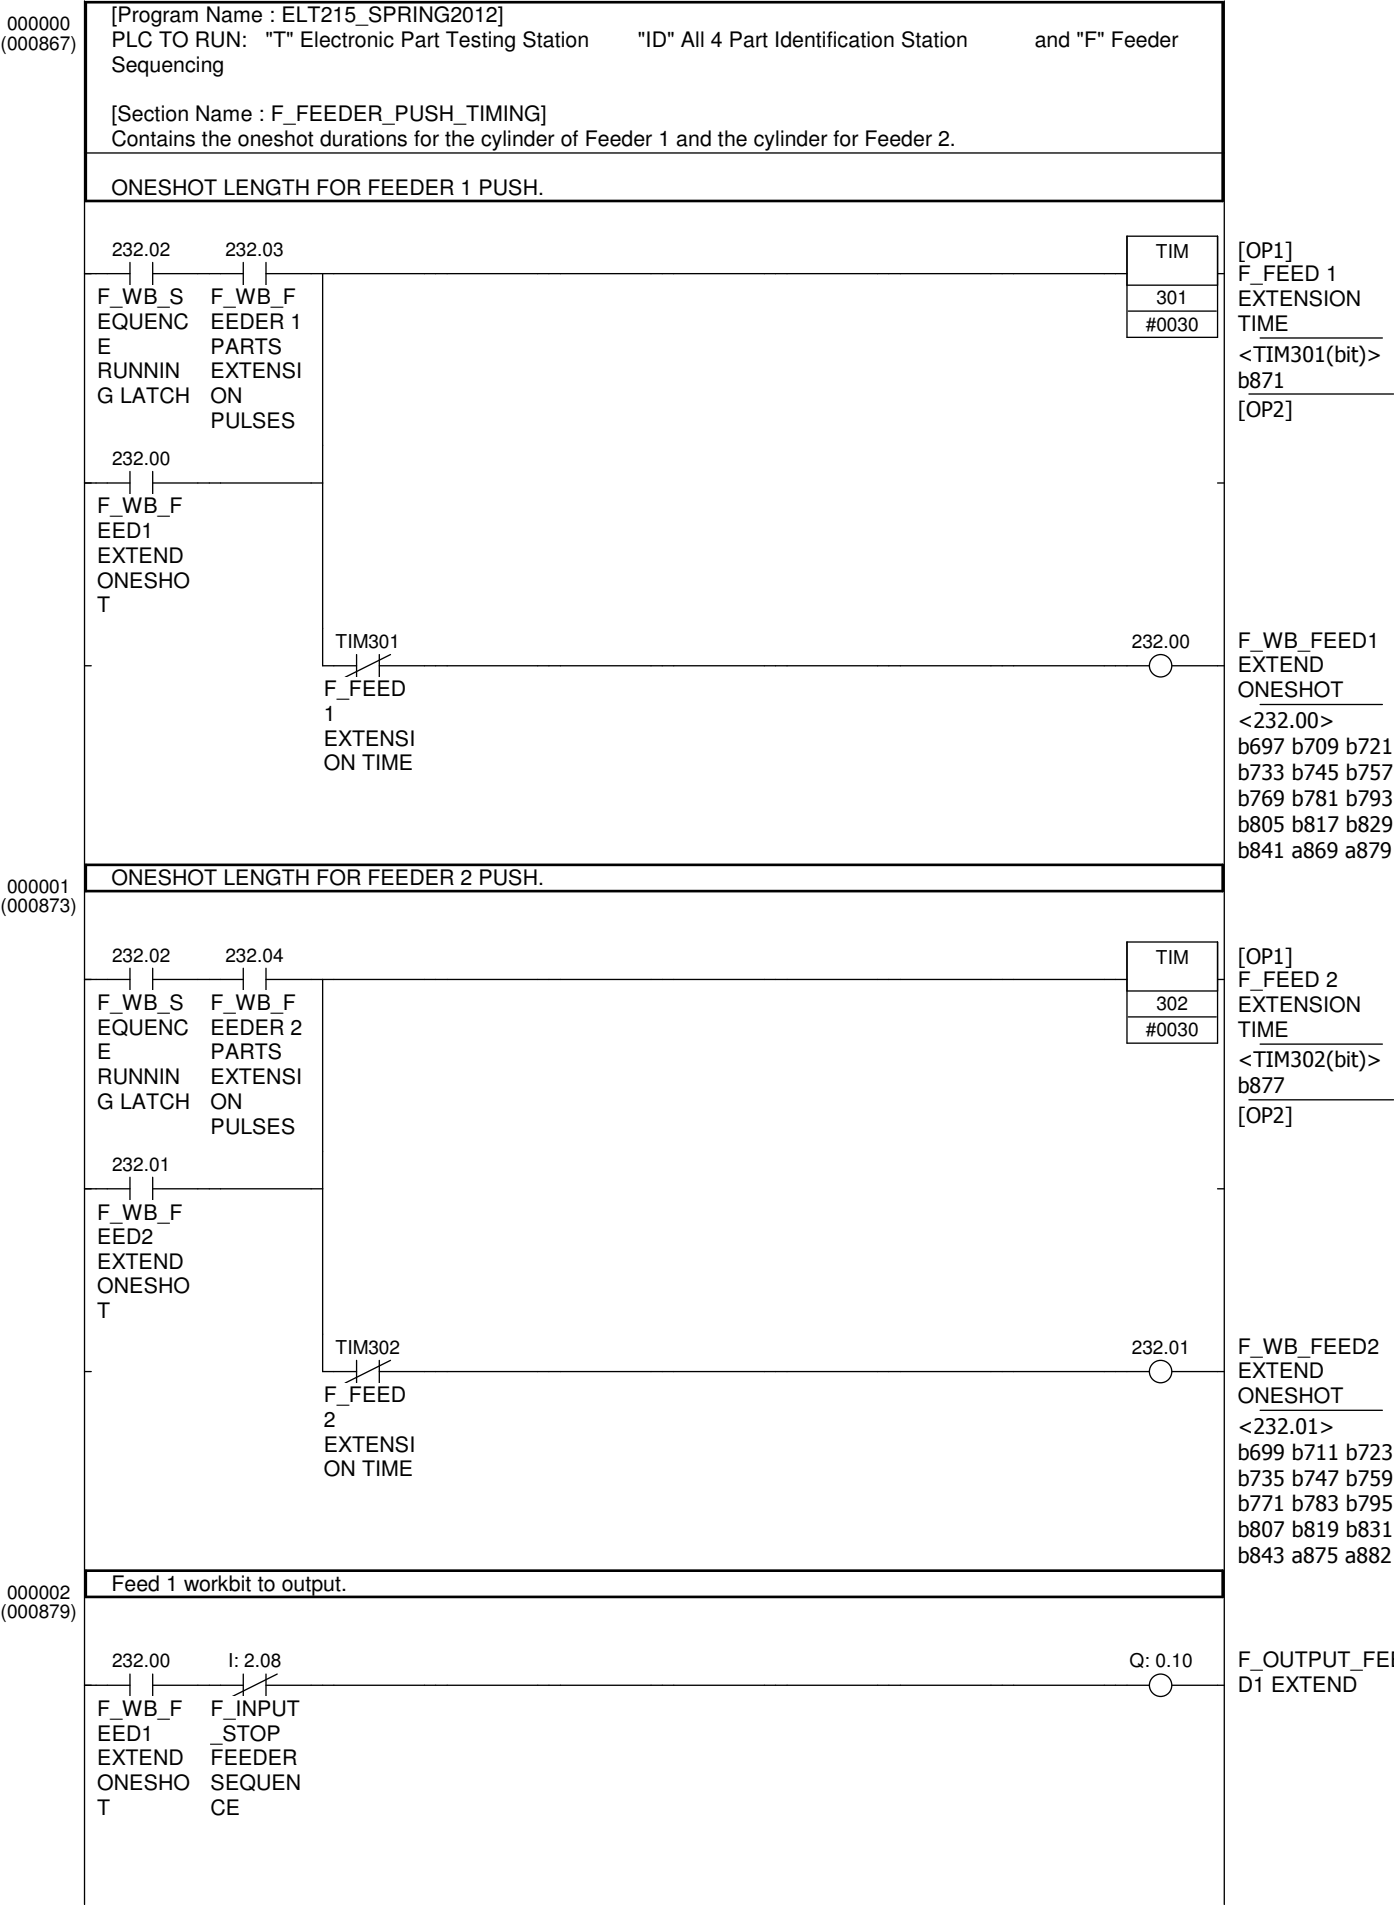 000000
(000867)
[Program Name : ELT215_SPRING2012]
PLC TO RUN: "T" Electronic Part Testing Station "ID" All 4 Part Identification Station and "F" Feeder
Sequencing
[Section Name : F_FEEDER_PUSH_TIMING]
Contains the oneshot durations for the cylinder of Feeder 1 and the cylinder for Feeder 2.
ONESHOT LENGTH FOR FEEDER 1 PUSH.
232.02
F_WB_S
EQUENC
E
RUNNIN
G LATCH
232.03
F_WB_F
EEDER 1
PARTS
EXTENSI
ON
PULSES
TIM
301
#0030
[OP1]
F_FEED 1
EXTENSION
TIME
<TIM301(bit)>
b871
[OP2]
232.00
F_WB_F
EED1
EXTEND
ONESHO
T
TIM301
F_FEED
1
EXTENSI
ON TIME
232.00
F_WB_FEED1
EXTEND
ONESHOT
<232.00>
b697 b709 b721
b733 b745 b757
b769 b781 b793
b805 b817 b829
b841 a869 a879
000001
(000873)
ONESHOT LENGTH FOR FEEDER 2 PUSH.
232.02
F_WB_S
EQUENC
E
RUNNIN
G LATCH
232.04
F_WB_F
EEDER 2
PARTS
EXTENSI
ON
PULSES
TIM
302
#0030
[OP1]
F_FEED 2
EXTENSION
TIME
<TIM302(bit)>
b877
[OP2]
232.01
F_WB_F
EED2
EXTEND
ONESHO
T
TIM302
F_FEED
2
EXTENSI
ON TIME
232.01
F_WB_FEED2
EXTEND
ONESHOT
<232.01>
b699 b711 b723
b735 b747 b759
b771 b783 b795
b807 b819 b831
b843 a875 a882
000002
(000879)
Feed 1 workbit to output.
232.00
F_WB_F
EED1
EXTEND
ONESHO
T
I: 2.08
F_INPUT
_STOP
FEEDER
SEQUEN
CE
Q: 0.10
F_OUTPUT_FEE
D1 EXTEND